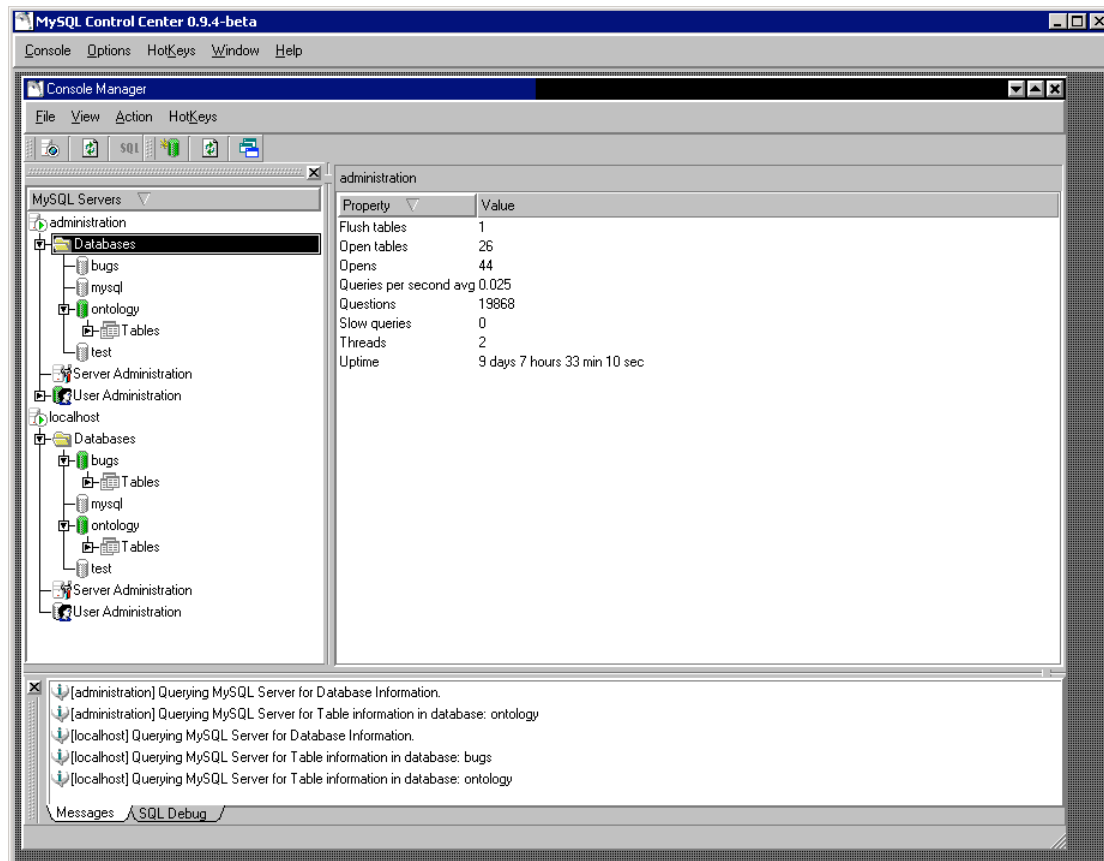 MySQL Control Center 0.9.4-beta
Console Options HotKeys Window Help
Console Manager
File View Action HotKeys
SQL
MySQL Servers
administration
Databases
bugs
mysql
ontology
Tables
test
Server Administration
User Administration
localhost
Databases
bugs
Tables
mysql
ontology
Tables
test
Server Administration
User Administration
administration
Property Value
Flush tables 1
Open tables 26
Opens 44
Queries per second avg 0.025
Questions 19868
Slow queries 0
Threads 2
Uptime 9 days 7 hours 33 min 10 sec
[administration] Querying MySQL Server for Database Information.
[administration] Querying MySQL Server for Table information in database: ontology
[localhost] Querying MySQL Server for Database Information.
[localhost] Querying MySQL Server for Table information in database: bugs
[localhost] Querying MySQL Server for Table information in database: ontology
Messages SQL Debug